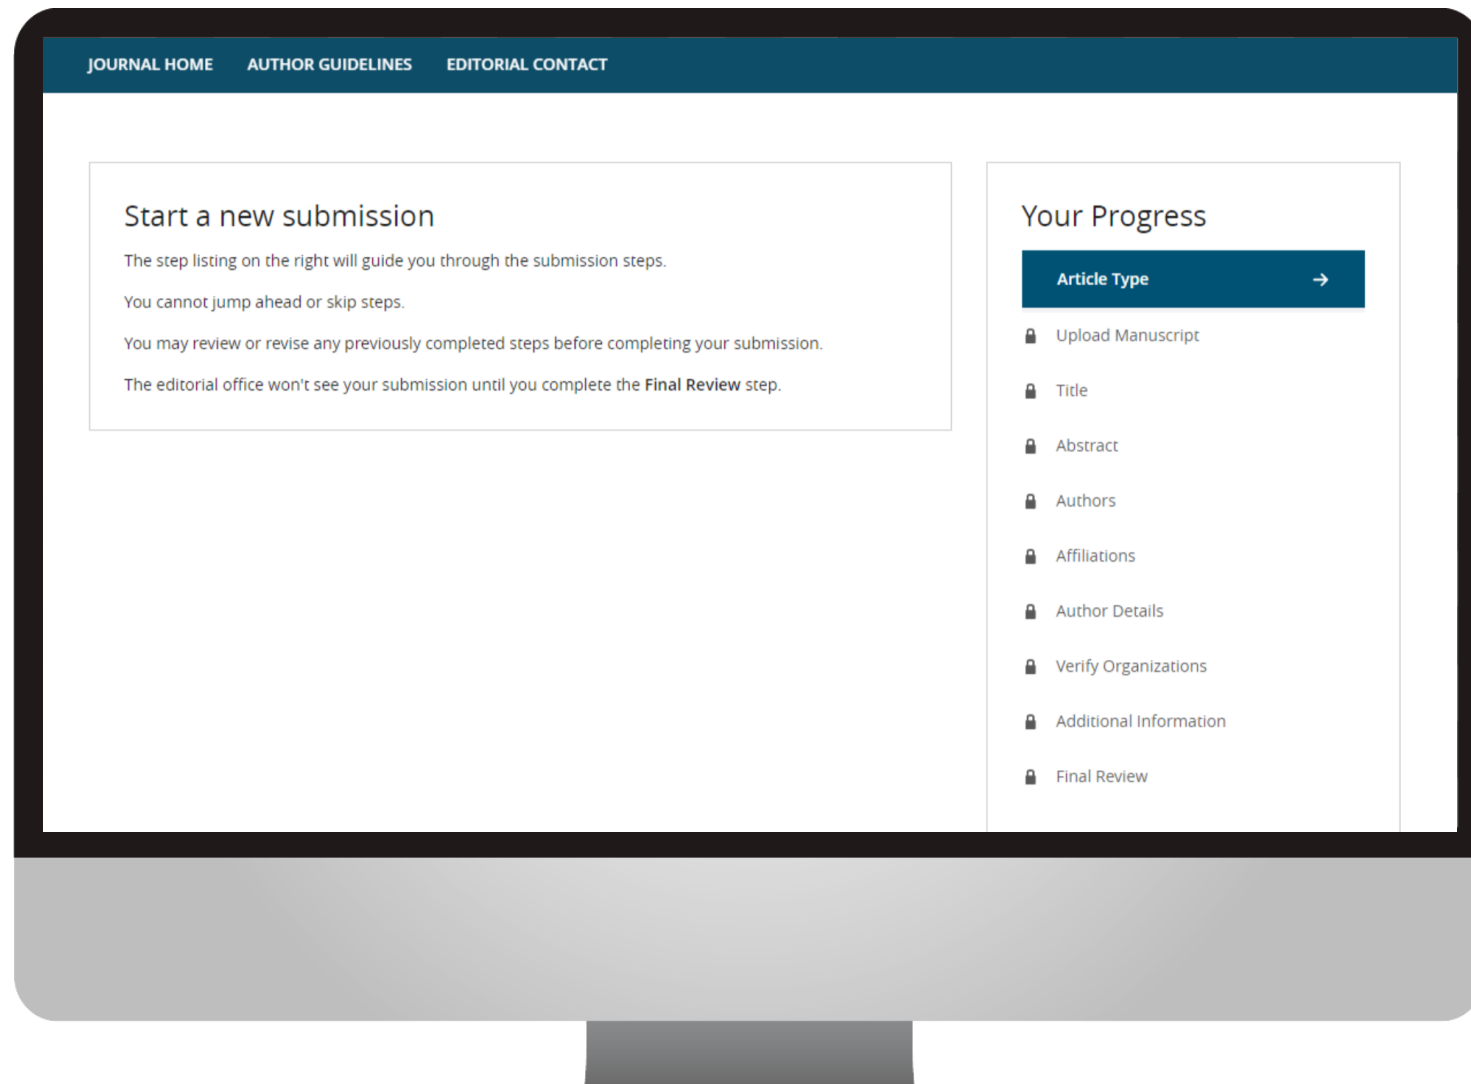 JOURNAL HOME AUTHOR GUIDELINES EDITORIAL CONTACT
Start a new submission
The step listing on the right will guide you through the submission steps.
You cannot jump ahead or skip steps.
You may review or revise any previously completed steps before completing your submission.
The editorial office won't see your submission until you complete the Final Review step.
Your Progress
Article Type
Upload Manuscript
Title
Abstract
Authors
Affiliations
Author Details
Verify Organizations
Additional Information
Final Review